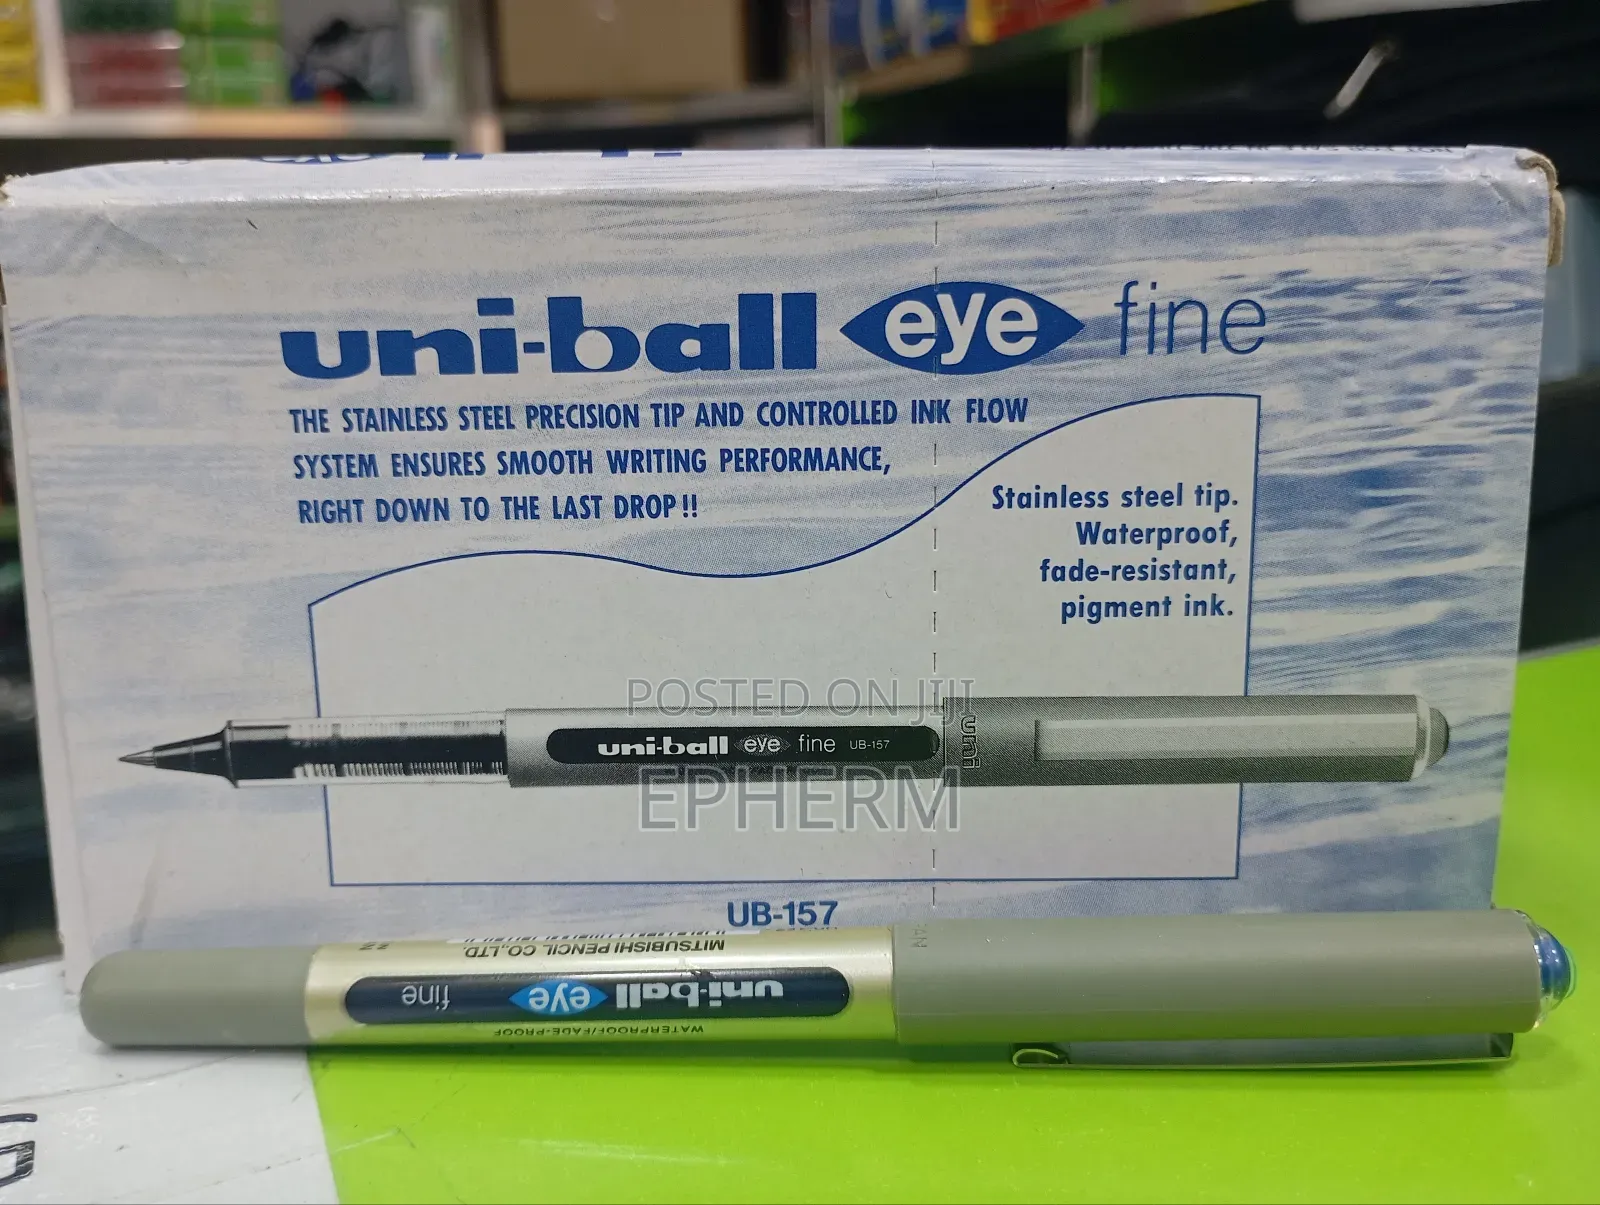 uni-ball eye fine
THE STAINLESS STEEL PRECISION TIP AND CONTROLLED INK FLOW
SYSTEM ENSURES SMOOTH WRITING PERFORMANCE,
RIGHT DOWN TO THE LAST DROP!!
Stainless steel tip.
Waterproof,
fade-resistant,
pigment ink.
POSTED ON JIJI
uni-ball eye fine UB-157
uni
EPHERM
UB-157
MITSUBISHI PENCIL CO., LTD.
uni-ball eye fine
WATERPROOF/FADE-PROOF